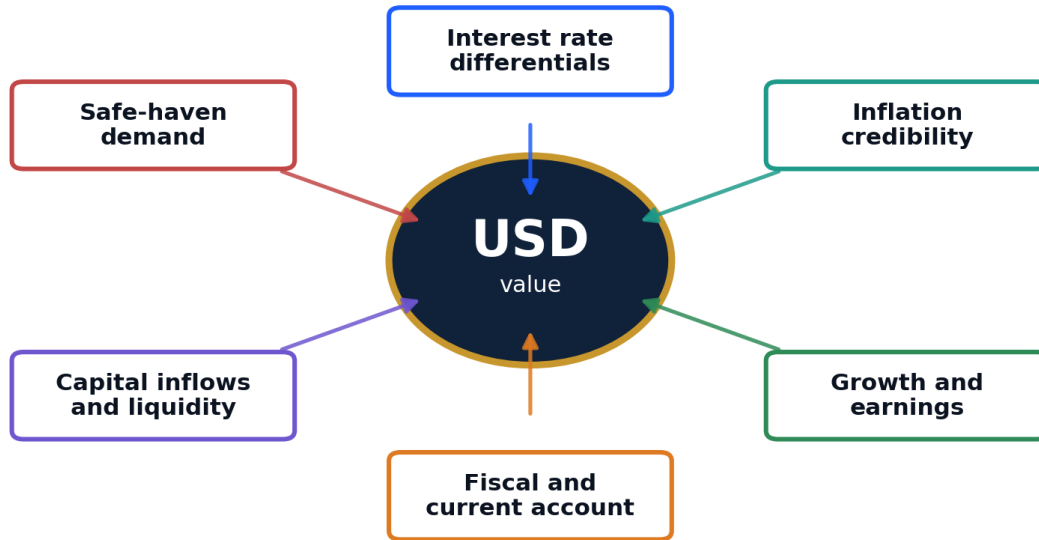 Interest rate
differentials
Safe-haven
demand
Inflation
credibility
USD
value
Capital inflows
and liquidity
Growth and
earnings
Fiscal and
current account